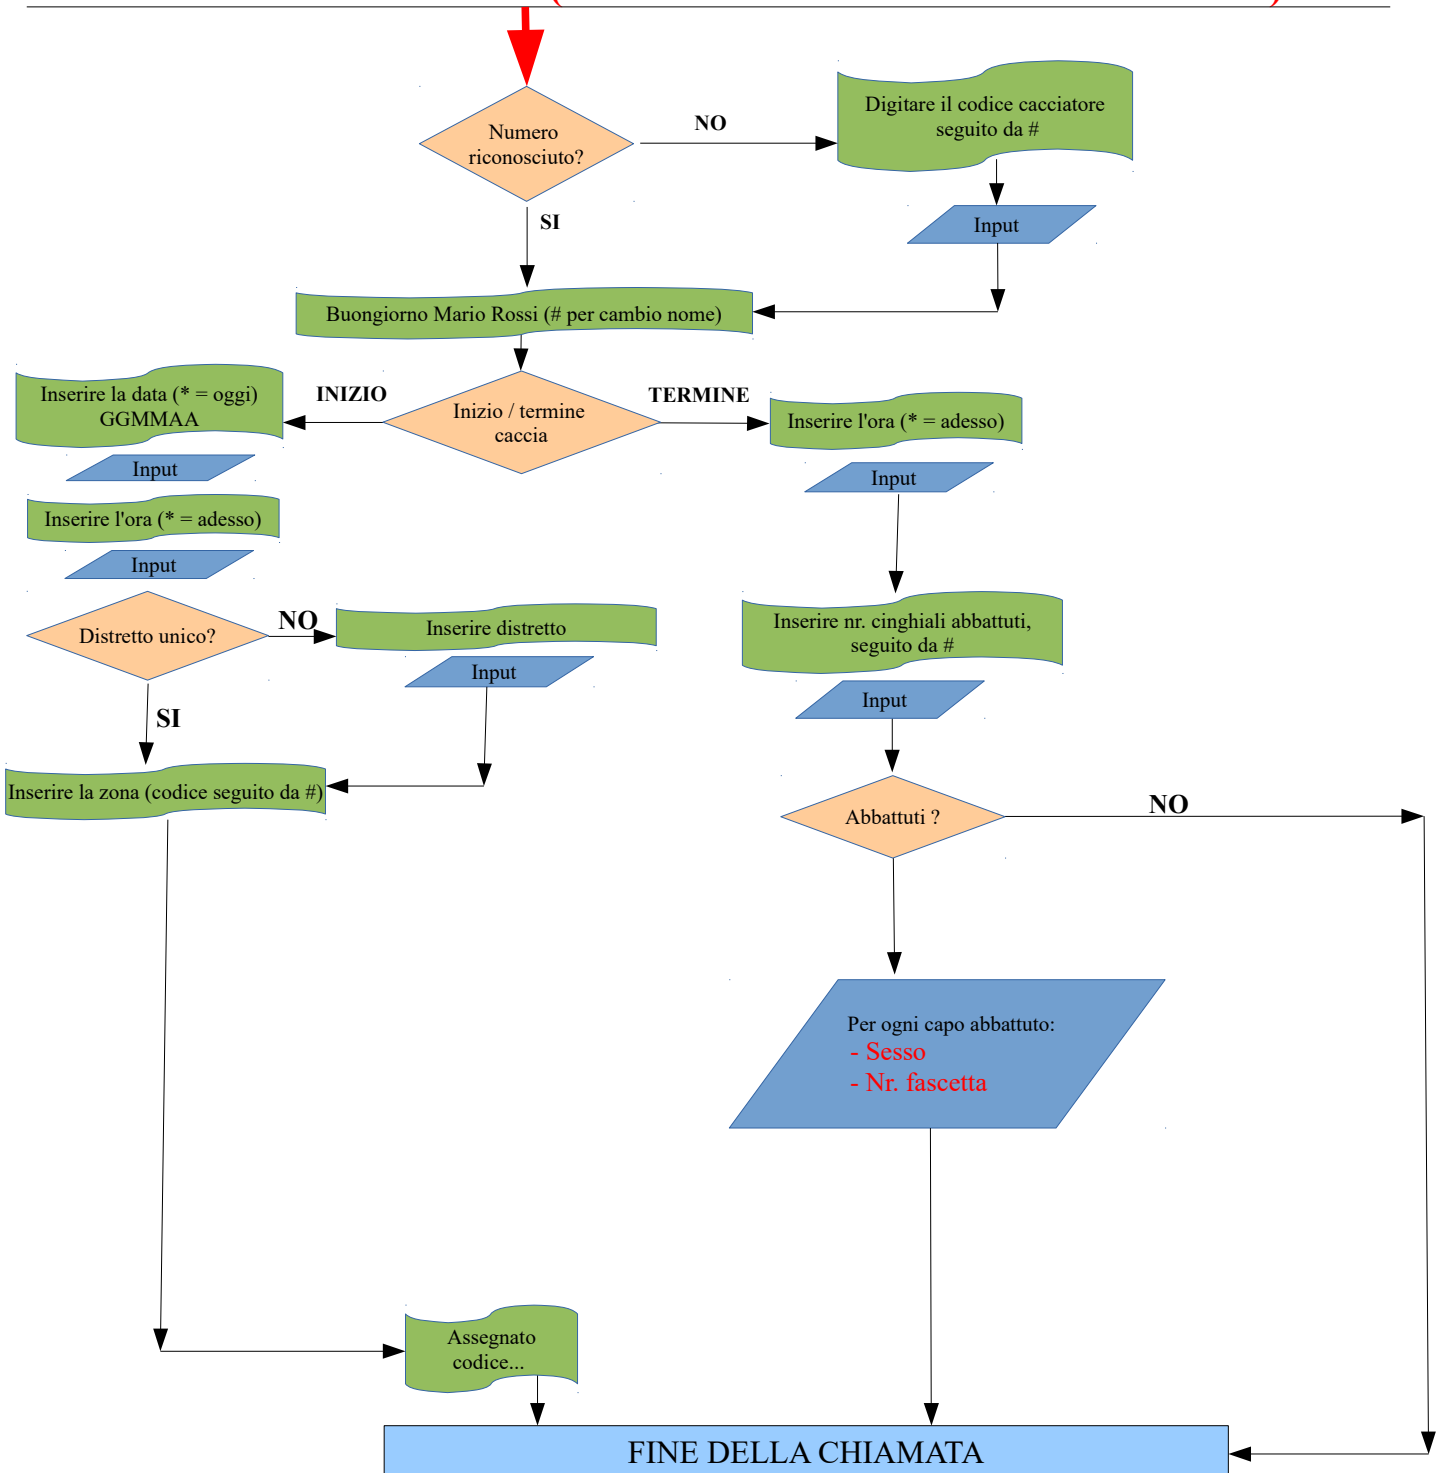 Numero
riconosciuto?
NO
Digitare il codice cacciatore
seguito da #
Input
SI
Buongiorno Mario Rossi (# per cambio nome)
Inizio / termine
caccia
INIZIO
Inserire la data (* = oggi)
GGMMAA
Input
Inserire l'ora (* = adesso)
Input
Distretto unico?
NO
Inserire distretto
Input
SI
Inserire la zona (codice seguito da #)
TERMINE
Inserire l'ora (* = adesso)
Input
Inserire nr. cinghiali abbattuti,
seguito da #
Input
Abbattuti ?
NO
Per ogni capo abbattuto:
- Sesso
- Nr. fascetta
Assegnato
codice...
FINE DELLA CHIAMATA